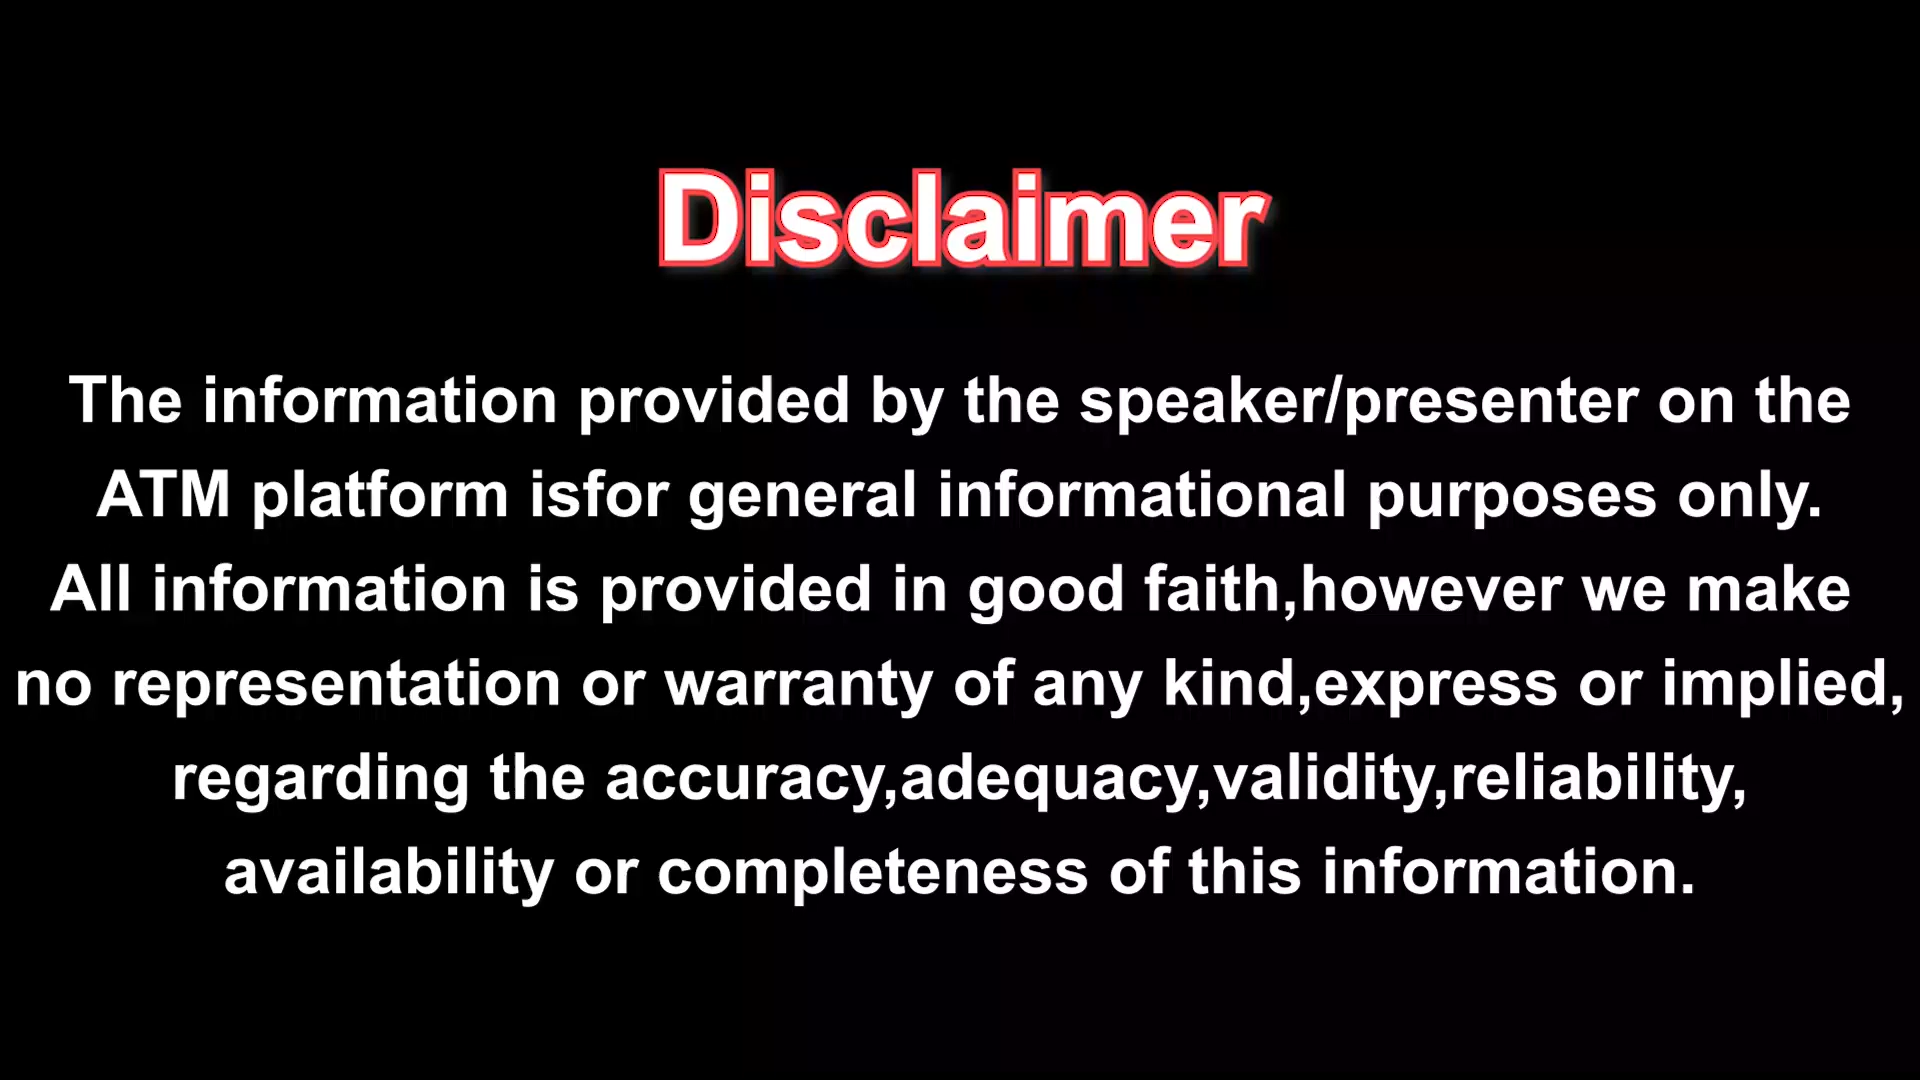 Disclaimer
The information provided by the speaker/presenter on the
ATM platform isfor general informational purposes only.
All information is provided in good faith,however we make
no representation or warranty of any kind,express or implied,
regarding the accuracy,adequacy,validity,reliability,
availability or completeness of this information.